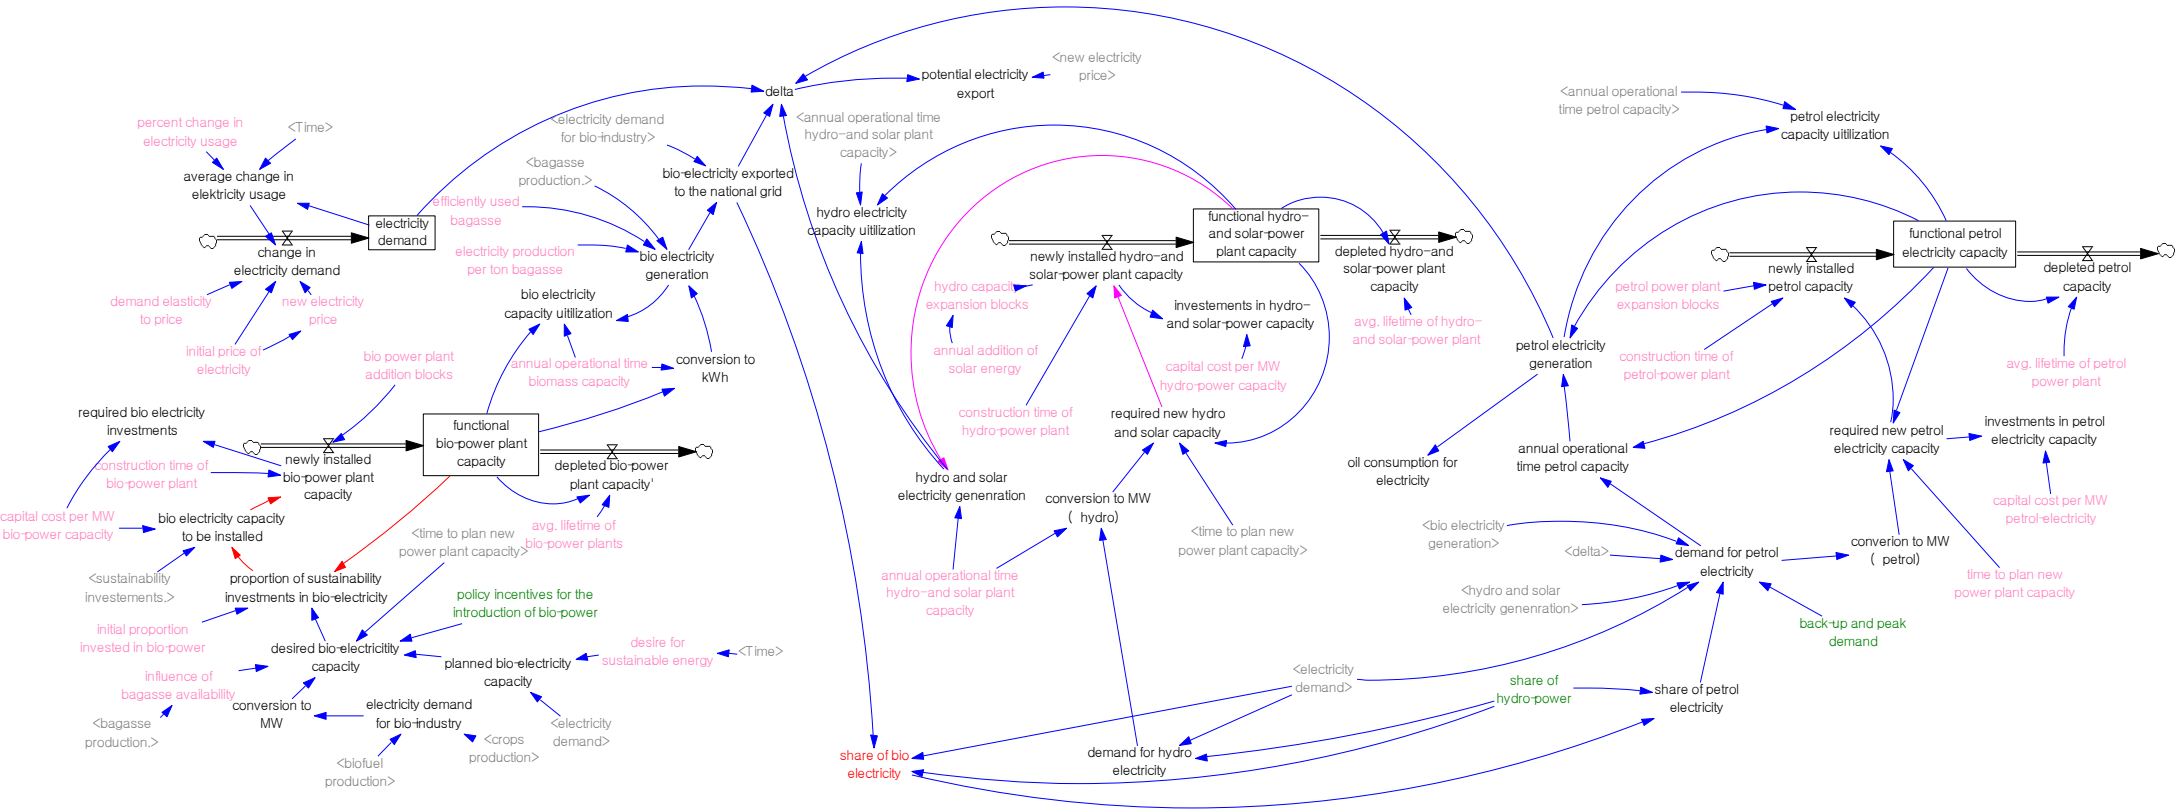 <new electricity
price>
potential electricity
export
delta
<annual operational
time petrol capacity>
petrol electricity
capacity uitilization
percent change in
electricity usage
<Time>
average change in
elektricity usage
<electricity demand
for bio-industry>
<bagasse
production.>
bio-electricity exported
to the national grid
<annual operational time
hydro-and solar plant
capacity>
efficiently used
bagasse
electricity
demand
hydro electricity
capacity uitilization
functional hydro-
and solar-power
plant capacity
functional petrol
electricity capacity
change in
electricity demand
electricity production
per ton bagasse
bio electricity
generation
newly installed hydro-and
solar-power plant capacity
depleted hydro-and
solar-power plant
capacity
newly installed
petrol capacity
depleted petrol
capacity
demand elasticity
to price
new electricity
price
bio electricity
capacity uitilization
hydro capacity
expansion blocks
investements in hydro-
and solar-power capacity
avg. lifetime of hydro-
and solar-power plant
petrol power plant
expansion blocks
initial price of
electricity
bio power plant
addition blocks
annual operational time
biomass capacity
conversion to
kWh
annual addition of
solar energy
capital cost per MW
hydro-power capacity
petrol electricity
generation
construction time of
petrol-power plant
avg. lifetime of petrol
power plant
required bio electricity
investments
functional
bio-power plant
capacity
construction time of
hydro-power plant
required new hydro
and solar capacity
required new petrol
electricity capacity
investments in petrol
electricity capacity
newly installed
bio-power plant
capacity
construction time of
bio-power plant
depleted bio-power
plant capacity'
hydro and solar
electricity genenrration
oil consumption for
electricity
annual operational
time petrol capacity
capital cost per MW
bio-power capacity
bio electricity capacity
to be installed
<time to plan new
power plant capacity>
avg. lifetime of
bio-power plants
conversion to MW
( hydro)
<time to plan new
power plant capacity>
<bio electricity
generation>
capital cost per MW
petrol-electricity
<sustainability
investements.>
proportion of sustainability
investments in bio-electricity
annual operational time
hydro-and solar plant
capacity
<delta>
demand for petrol
electricity
converion to MW
( petrol)
time to plan new
power plant capacity
policy incentives for the
introduction of bio-power
<hydro and solar
electricity genenrration>
initial proportion
invested in bio-power
back-up and peak
demand
desired bio-electricitity
capacity
planned bio-electricity
capacity
desire for
sustainable energy
<Time>
influence of
bagasse availability
<electricity
demand>
share of
hydro-power
share of petrol
electricity
conversion to
MW
electricity demand
for bio-industry
<bagasse
production.>
<electricity
demand>
<crops
production>
<biofuel
production>
share of bio
electricity
demand for hydro
electricity